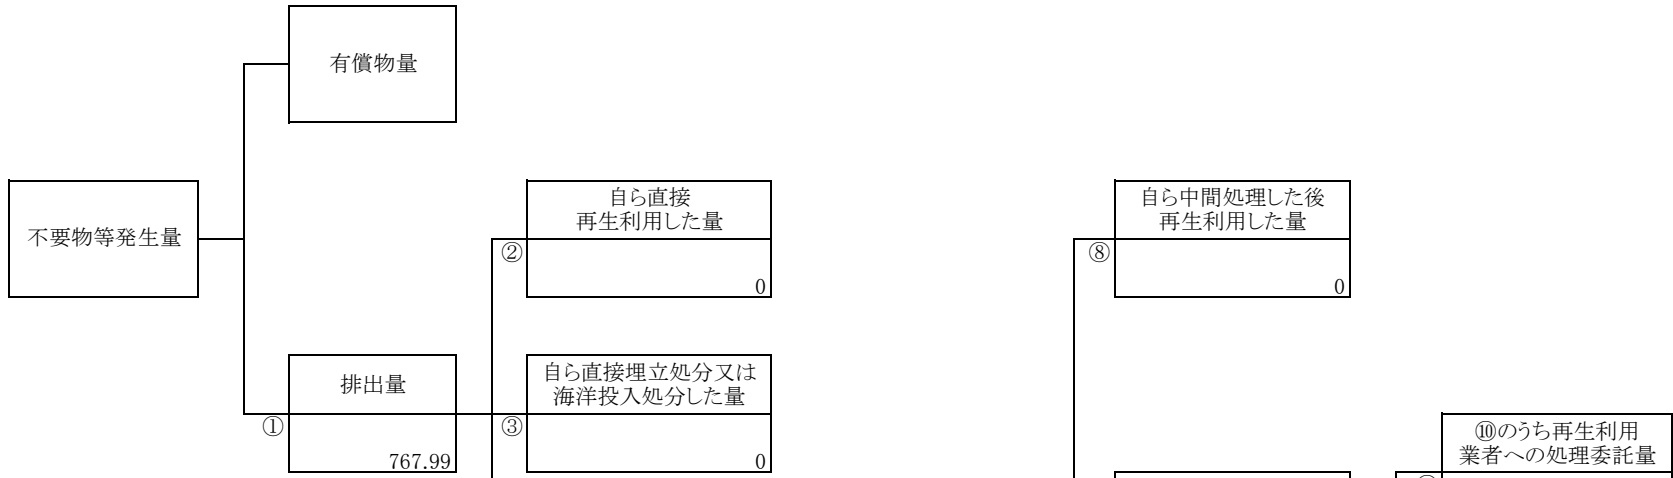 有償物量
不要物等発生量
自ら直接
再生利用した量
②
0
自ら中間処理した後
再生利用した量
⑧
0
排出量
①
767.99
自ら直接埋立処分又は
海洋投入処分した量
③
0
⑩のうち再生利用
業者への処理委託量